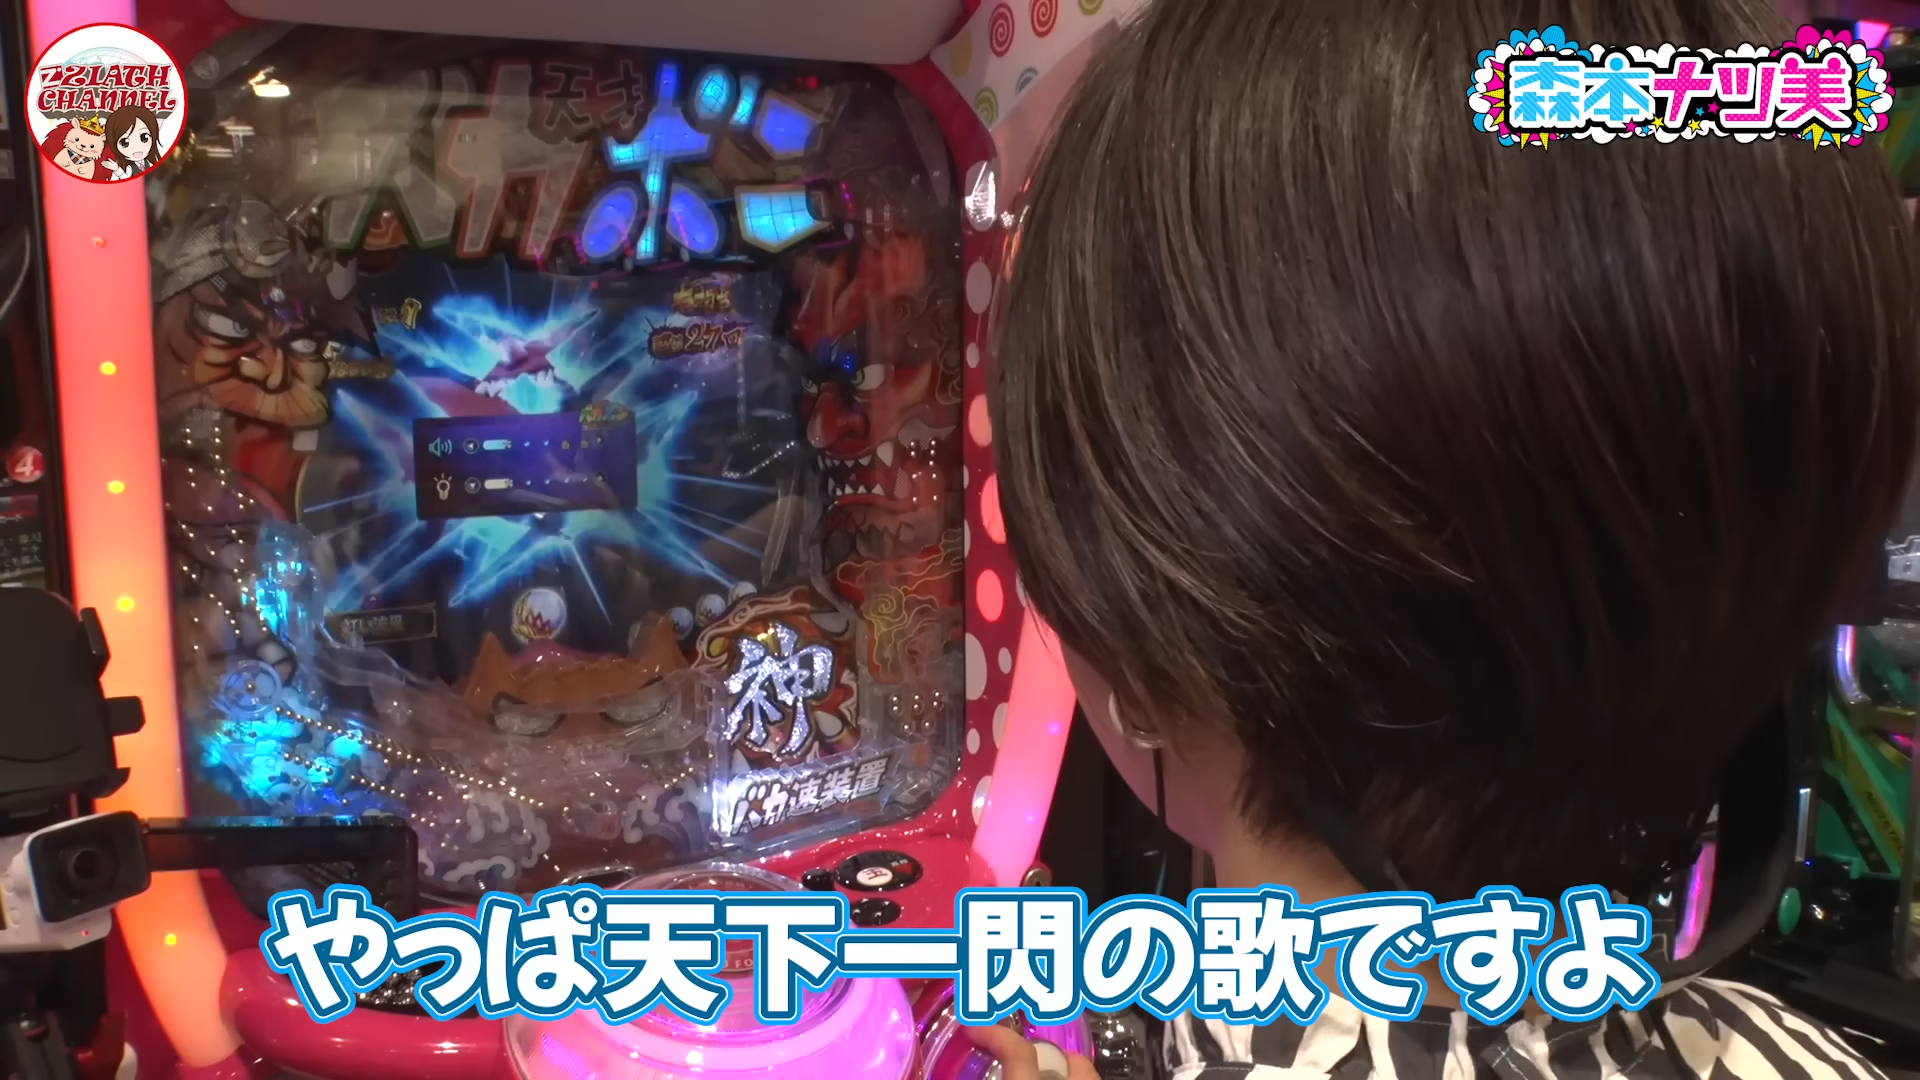 ZZLATH
CHANNEL
森本ナツ美
天才
バカボン
神
バカ速装置
やっぱ天下一閃の歌ですよ